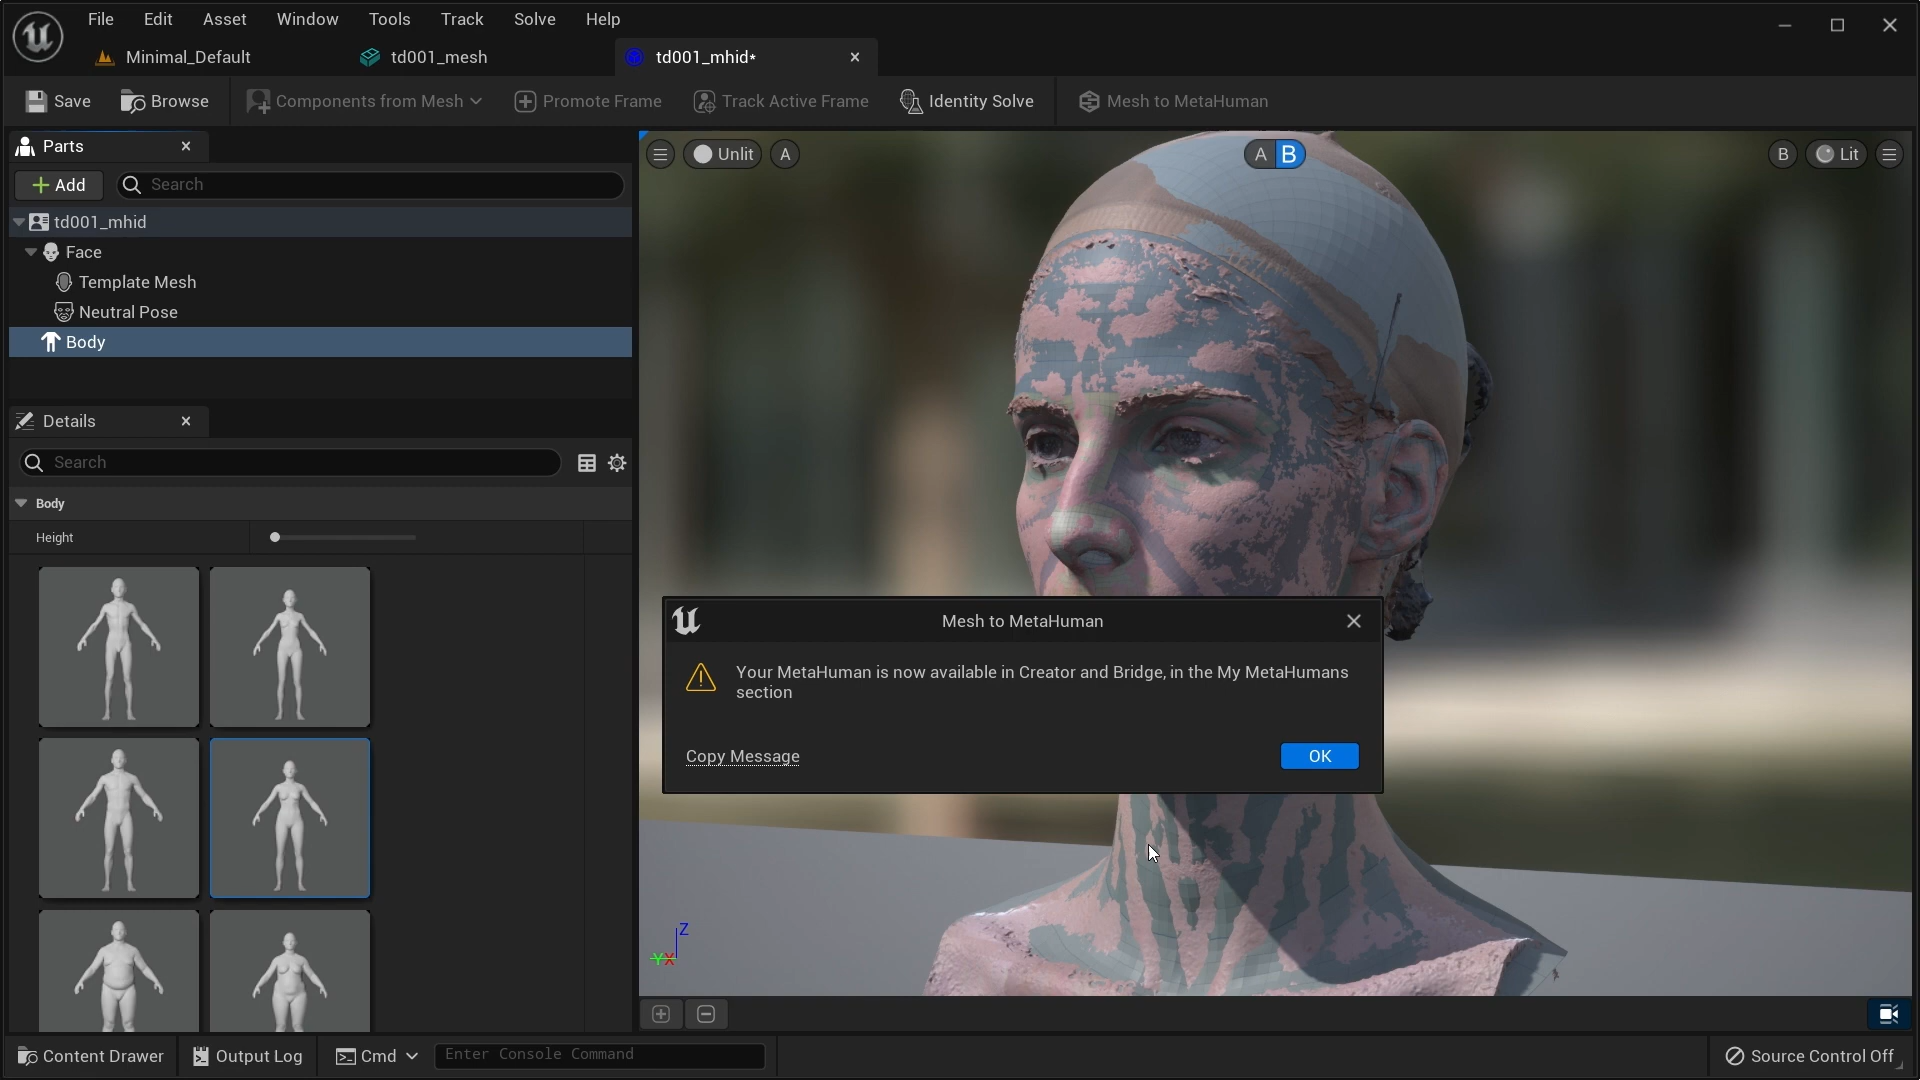 File Edit Asset Window Tools Track Solve Help
Minimal_Default td001_mesh td001_mhid*
Save Browse Components from Mesh Promote Frame Track Active Frame Identity Solve Mesh to MetaHuman
Parts
Add Search
td001_mhid
Face
Template Mesh
Neutral Pose
Body
Details
Search
Body
Height
Unlit A A B B Lit
Mesh to MetaHuman
Your MetaHuman is now available in Creator and Bridge, in the My MetaHumans
section
Copy Message OK
Z
Y X
Content Drawer Output Log Cmd Enter Console Command Source Control Off